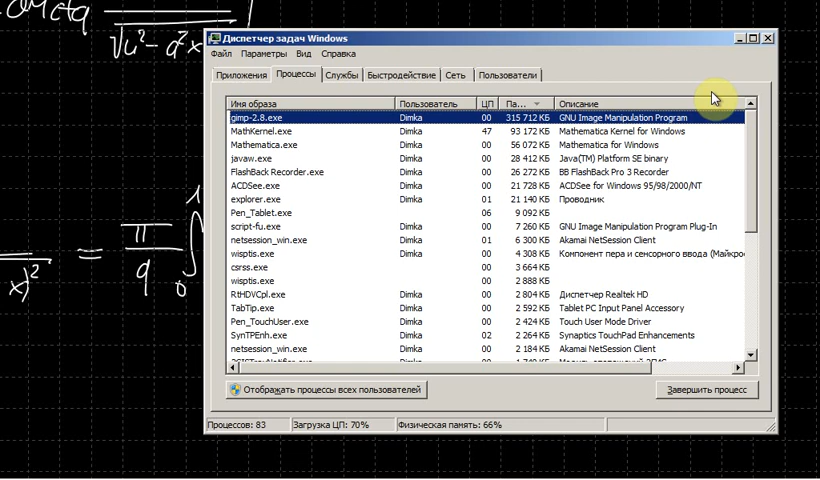 √u² - a²x
Диспетчер задач Windows
Файл Параметры Вид Справка
Приложения Процессы Службы Быстродействие Сеть Пользователи
Имя образа Пользователь ЦП Па... Описание
gimp-2.8.exe Dimka 00 315 712 КБ GNU Image Manipulation Program
MathKernel.exe Dimka 47 93 172 КБ Mathematica Kernel for Windows
Mathematica.exe Dimka 00 56 072 КБ Mathematica for Windows
javaw.exe Dimka 00 28 412 КБ Java(TM) Platform SE binary
FlashBack Recorder.exe Dimka 00 26 272 КБ BB FlashBack Pro 3 Recorder
ACDSee.exe Dimka 00 21 728 КБ ACDSee for Windows 95/98/2000/NT
explorer.exe Dimka 01 21 140 КБ Проводник
Pen_Tablet.exe 06 9 092 КБ
script-fu.exe Dimka 00 7 260 КБ GNU Image Manipulation Program Plug-In
netsession_win.exe Dimka 01 6 300 КБ Akamai NetSession Client
wisptis.exe Dimka 00 4 308 КБ Компонент пера и сенсорного ввода (Майкро
csrss.exe 00 3 664 КБ
wisptis.exe 00 2 888 КБ
RtHDVCpl.exe Dimka 00 2 804 КБ Диспетчер Realtek HD
TabTip.exe Dimka 00 2 592 КБ Tablet PC Input Panel Accessory
Pen_TouchUser.exe Dimka 00 2 424 КБ Touch User Mode Driver
SynTPEnh.exe Dimka 02 2 264 КБ Synaptics TouchPad Enhancements
netsession_win.exe Dimka 00 2 184 КБ Akamai NetSession Client
Отображать процессы всех пользователей Завершить процесс
Процессов: 83 Загрузка ЦП: 70% Физическая память: 66%
x)² = π/9 ∫ 1 0